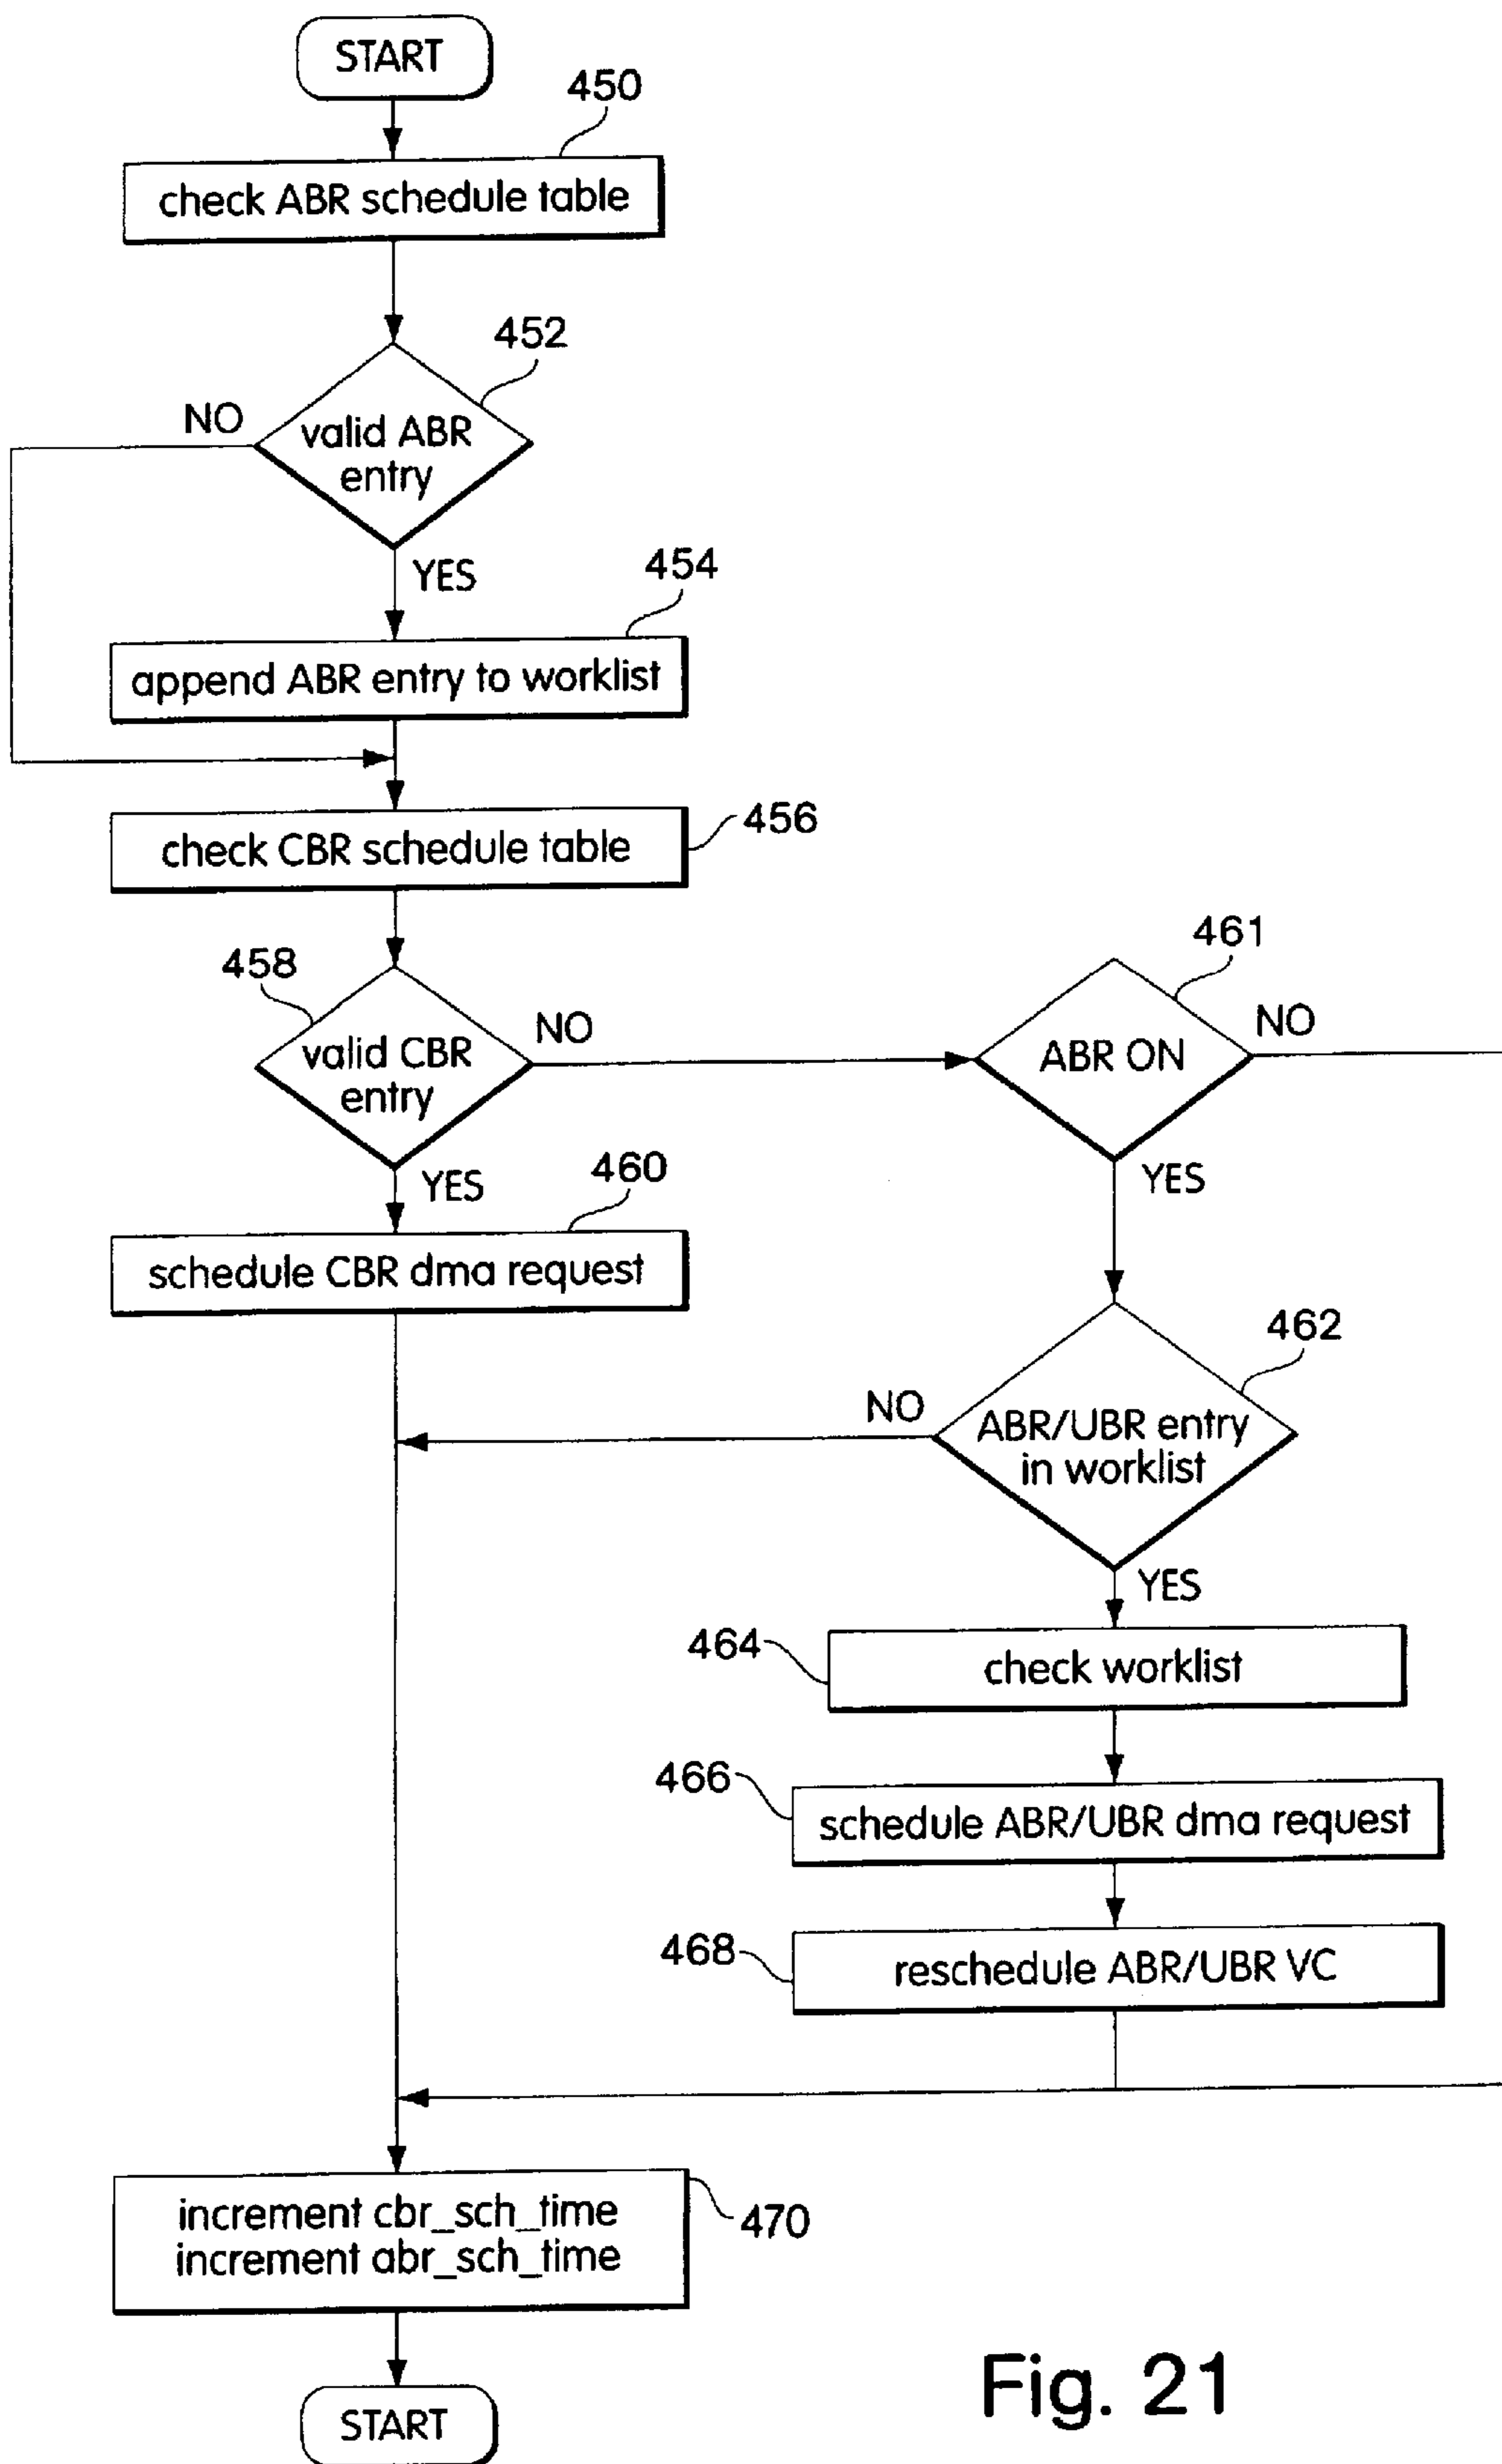 START
450
check ABR schedule table
452
NO
valid ABR
entry
YES
454
append ABR entry to worklist
check CBR schedule table
456
458
valid CBR
entry
NO
461
ABR ON
NO
YES
YES
460
schedule CBR dma request
462
NO
ABR/UBR entry
in worklist
YES
464
check worklist
466
schedule ABR/UBR dma request
468
reschedule ABR/UBR VC
increment cbr_sch_time
increment abr_sch_time
470
START
Fig. 21